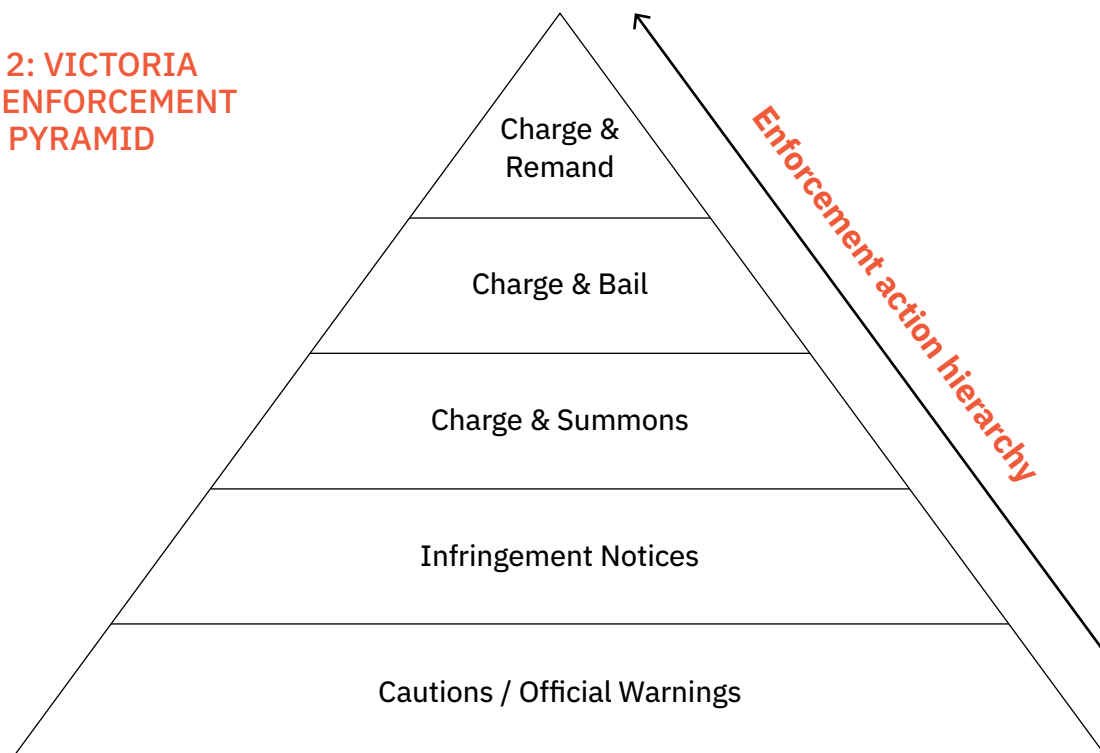 2: VICTORIA
ENFORCEMENT
PYRAMID
Charge &
Remand
Charge & Bail
Charge & Summons
Infringement Notices
Cautions / Official Warnings
Enforcement action hierarchy